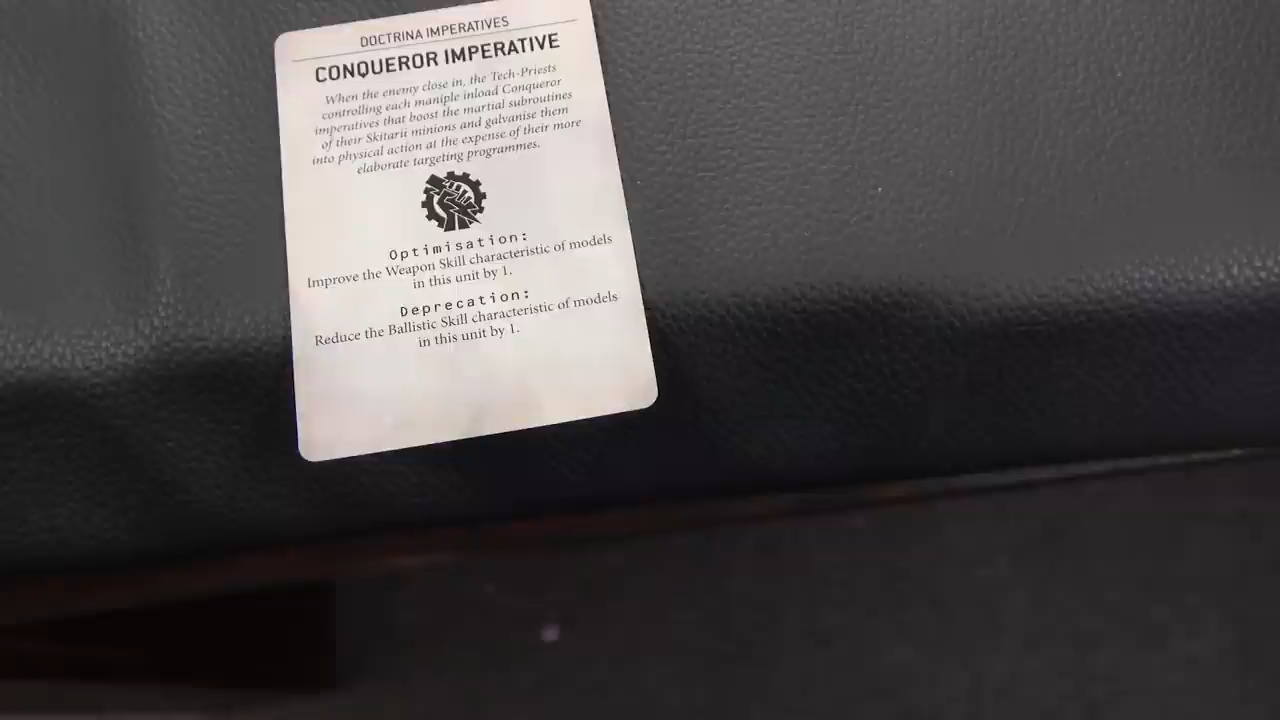 DOCTRINA IMPERATIVES
CONQUEROR IMPERATIVE
When the enemy close in, the Tech-Priests
controlling each maniple inload Conqueror
imperatives that boost the martial subroutines
of their Skitarii minions and galvanise them
into physical action at the expense of their more
elaborate targeting programmes.
Optimisation:
Improve the Weapon Skill characteristic of models
in this unit by 1.
Deprecation:
Reduce the Ballistic Skill characteristic of models
in this unit by 1.